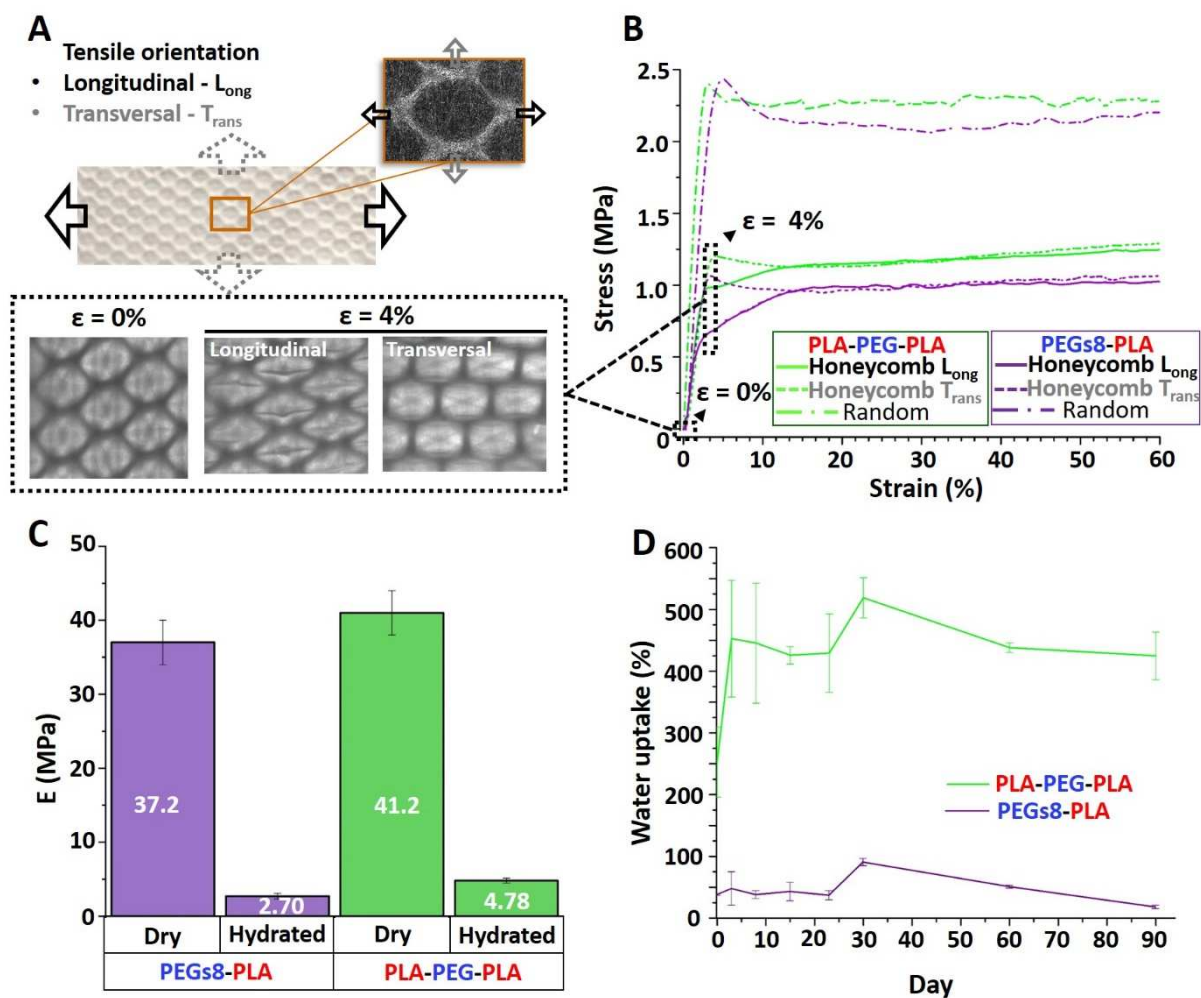 A
Tensile orientation
• Longitudinal - Long
• Transversal - Trans
ε = 0%
ε = 4%
Longitudinal
Transversal
B
2.5
2.0
1.5
1.0
0.5
0
Stress (MPa)
ε = 4%
ε = 0%
PLA-PEG-PLA
Honeycomb Long
Honeycomb Trans
Random
PEGs8-PLA
Honeycomb Long
Honeycomb Trans
Random
0 10 20 30 40 50 60
Strain (%)
C
50
40
30
20
10
0
E (MPa)
37.2
2.70
41.2
4.78
Dry Hydrated Dry Hydrated
PEGs8-PLA PLA-PEG-PLA
D
600
500
400
300
200
100
0
Water uptake (%)
PLA-PEG-PLA
PEGs8-PLA
0 10 20 30 40 50 60 70 80 90
Day